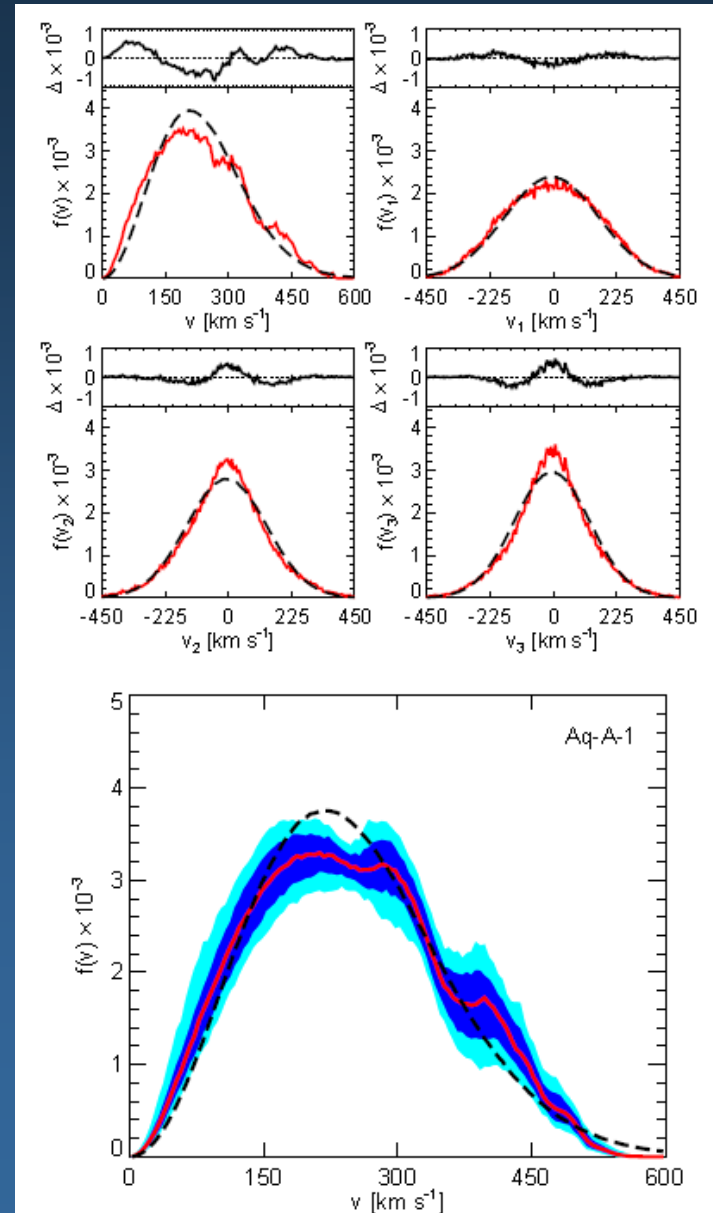 Δ × 10⁻³
1
0
-1
f(v) × 10⁻³
4
3
2
1
0
0 150 300 450 600
v [km s⁻¹]
Δ × 10⁻³
1
0
-1
f(v₁) × 10⁻³
4
3
2
1
0
-450 -225 0 225 450
v₁ [km s⁻¹]
Δ × 10⁻³
1
0
-1
f(v₂) × 10⁻³
4
3
2
1
0
-450 -225 0 225 450
v₂ [km s⁻¹]
Δ × 10⁻³
1
0
-1
f(v₃) × 10⁻³
4
3
2
1
0
-450 -225 0 225 450
v₃ [km s⁻¹]
Aq-A-1
f(v) × 10⁻³
5
4
3
2
1
0
0 150 300 450 600
v [km s⁻¹]